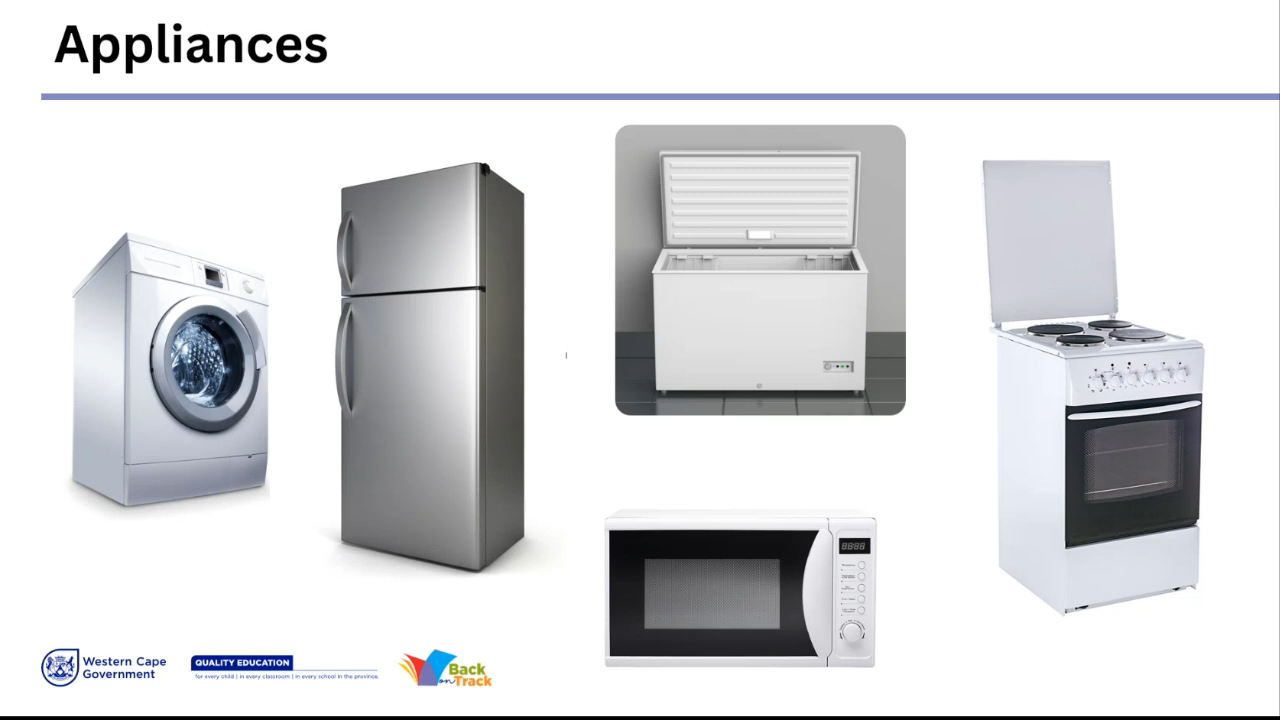 Appliances
Western Cape
Government
QUALITY EDUCATION
for every child | in every classroom | in every school in the province.
Back
on Track